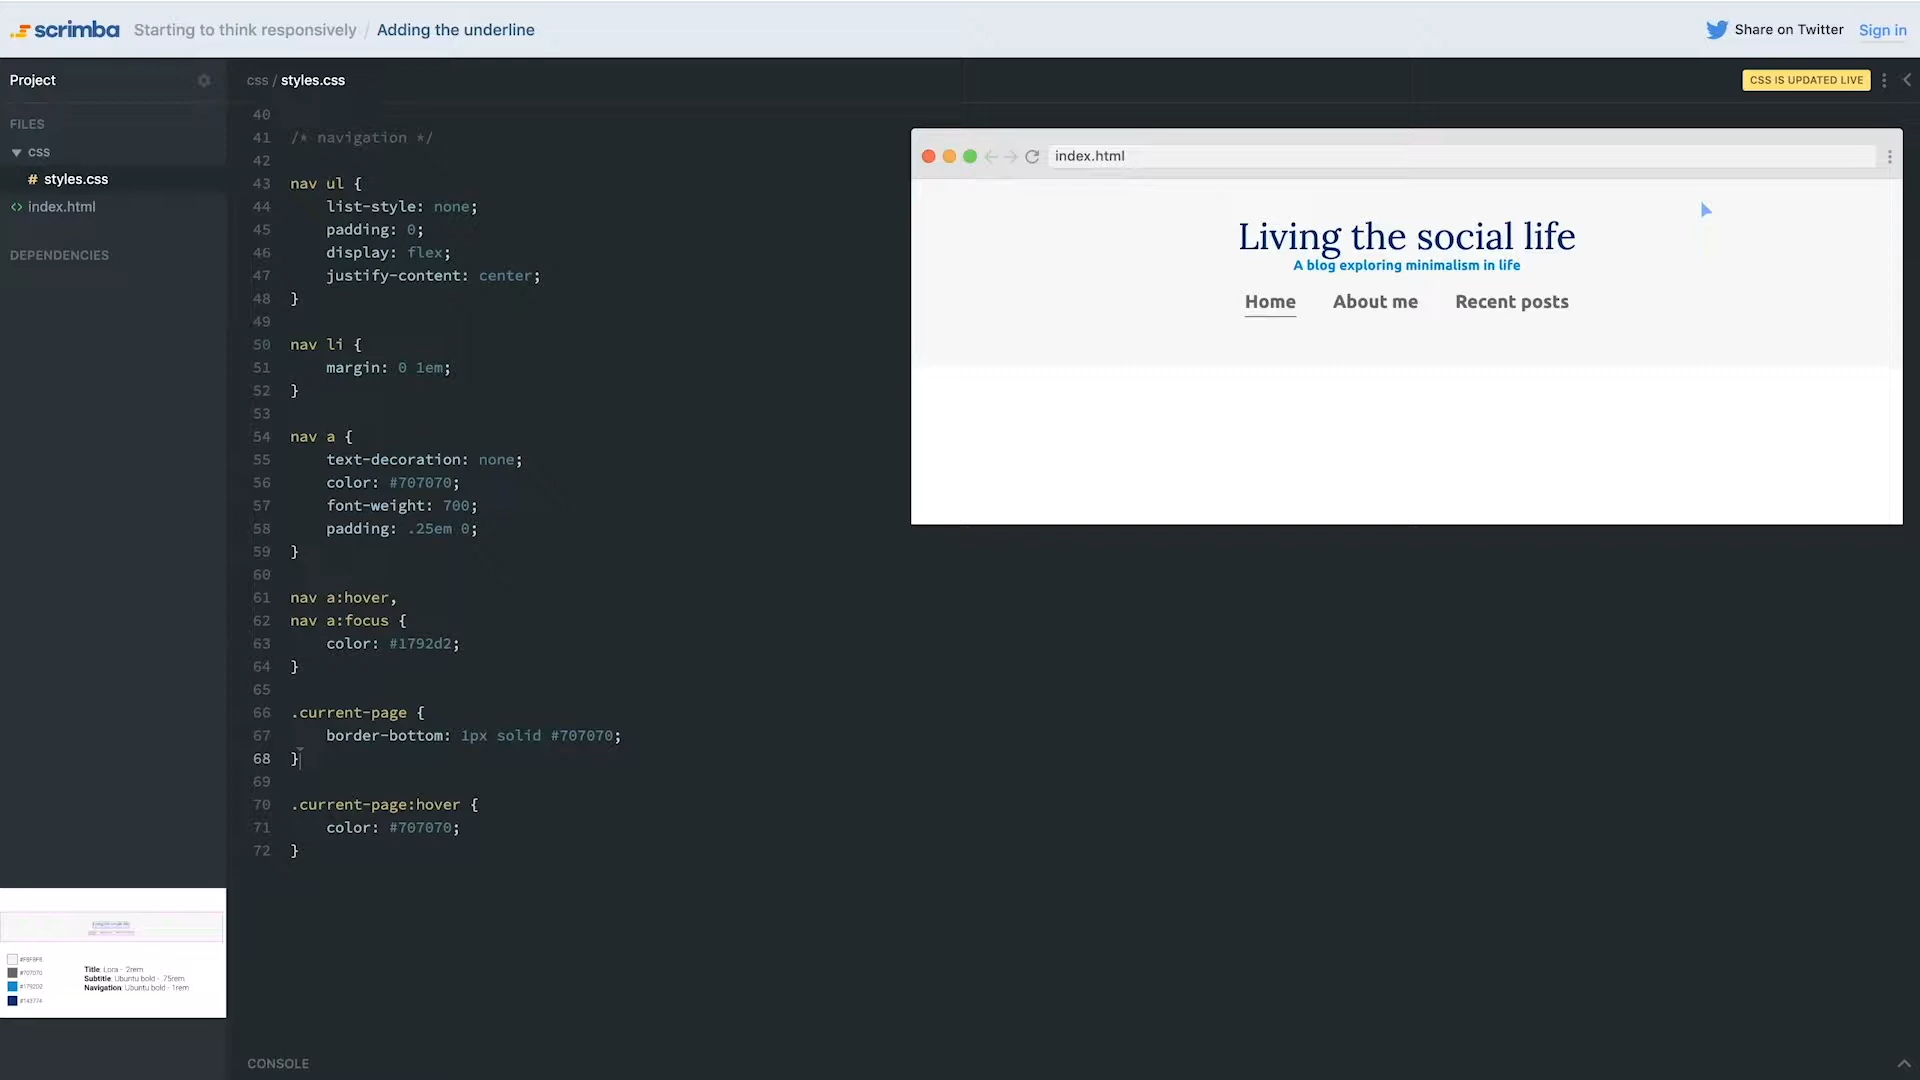 scrimba Starting to think responsively / Adding the underline
Share on Twitter Sign in
Project
css / styles.css
CSS IS UPDATED LIVE
FILES
css
# styles.css
<> index.html
DEPENDENCIES
40
41 /* navigation */
42
43 nav ul {
44 list-style: none;
45 padding: 0;
46 display: flex;
47 justify-content: center;
48 }
49
50 nav li {
51 margin: 0 1em;
52 }
53
54 nav a {
55 text-decoration: none;
56 color: #707070;
57 font-weight: 700;
58 padding: .25em 0;
59 }
60
61 nav a:hover,
62 nav a:focus {
63 color: #1792d2;
64 }
65
66 .current-page {
67 border-bottom: 1px solid #707070;
68 }
69
70 .current-page:hover {
71 color: #707070;
72 }
index.html
Living the social life
A blog exploring minimalism in life
Home About me Recent posts
#707070
#1792D2
#143774
Title: Lora - 2rem
Subtitle: Ubuntu bold - .75rem
Navigation: Ubuntu bold - 1rem
CONSOLE